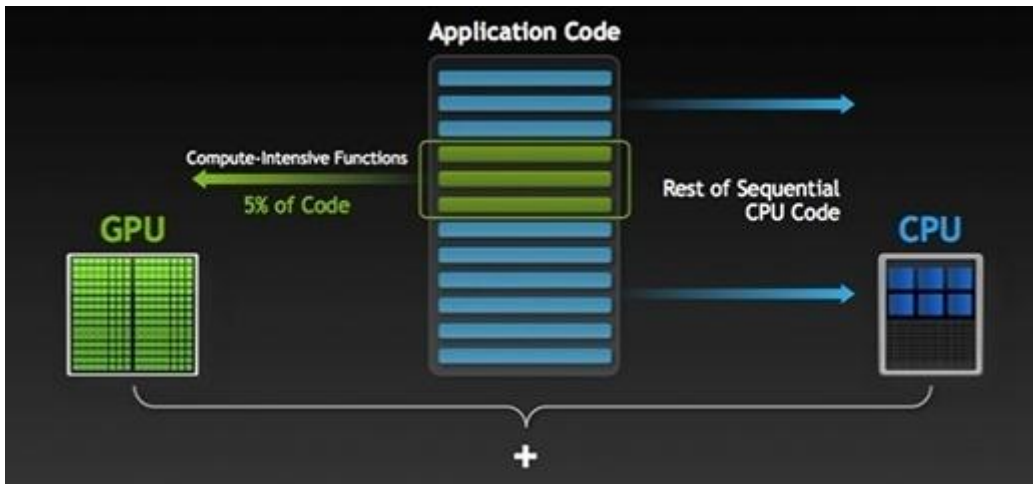 Application Code
Compute-Intensive Functions
5% of Code
GPU
Rest of Sequential
CPU Code
CPU
+